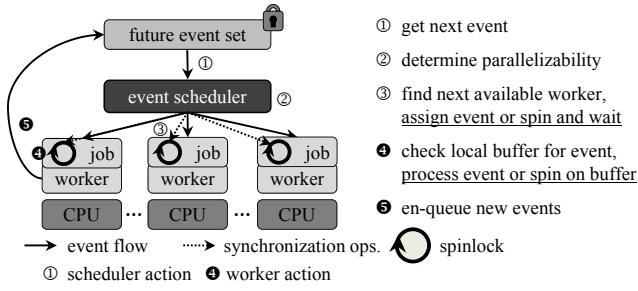 future event set
①
event scheduler
②
③
❺
❹
job
job
job
worker
worker
worker
CPU
...
CPU
...
CPU
event flow
synchronization ops.
spinlock
① scheduler action
❹ worker action
① get next event
② determine parallelizability
③ find next available worker,
assign event or spin and wait
❹ check local buffer for event,
process event or spin on buffer
❺ en-queue new events